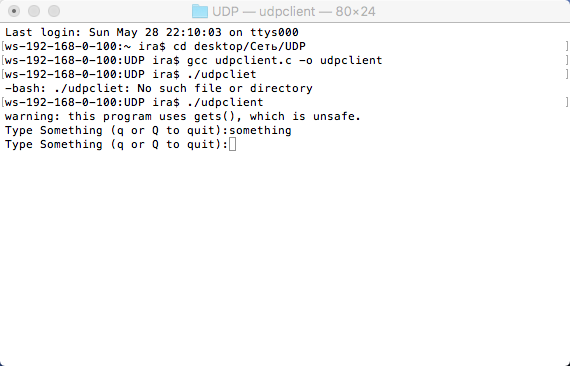 UDP — udpclient — 80×24
Last login: Sun May 28 22:10:03 on ttys000
[ws-192-168-0-100:~ ira$ cd desktop/Сеть/UDP ]
[ws-192-168-0-100:UDP ira$ gcc udpclient.c -o udpclient ]
[ws-192-168-0-100:UDP ira$ ./udpcliet ]
-bash: ./udpcliet: No such file or directory
[ws-192-168-0-100:UDP ira$ ./udpclient ]
warning: this program uses gets(), which is unsafe.
Type Something (q or Q to quit):something
Type Something (q or Q to quit):